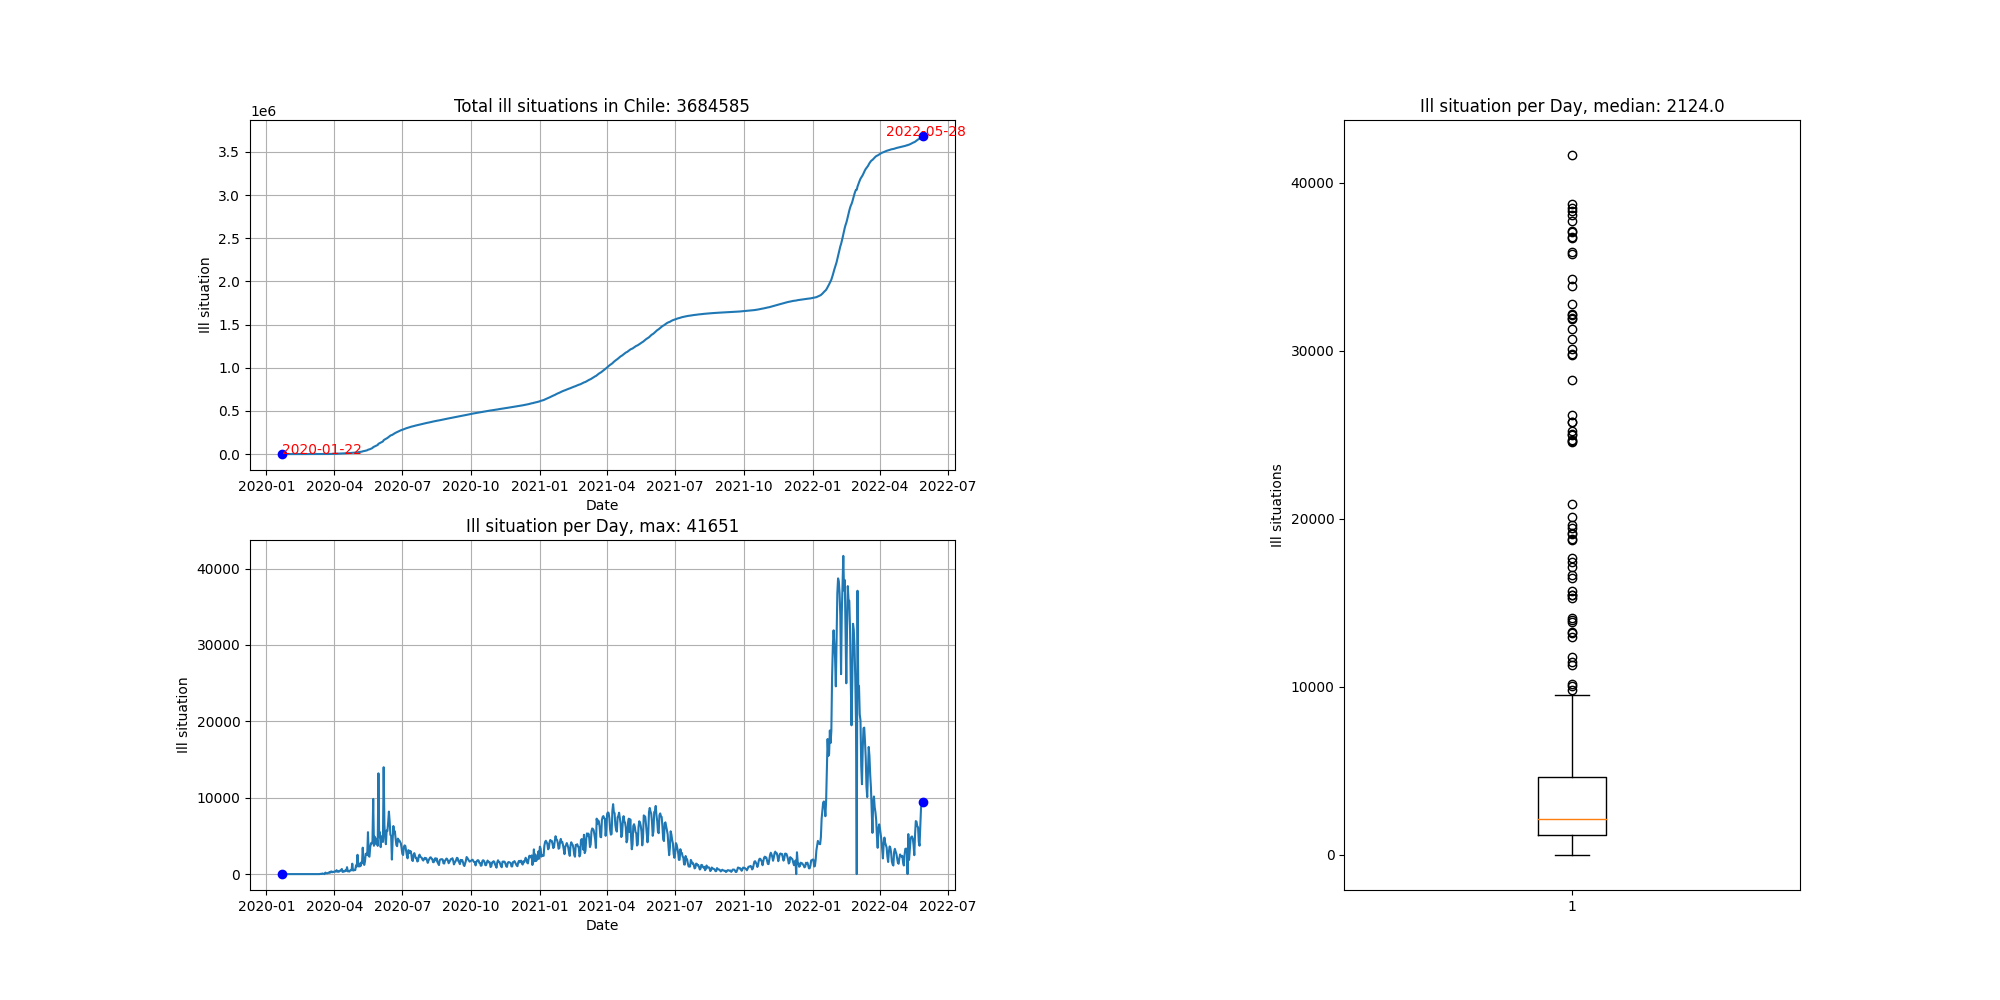 Total ill situations in Chile: 3684585
1e6
2022-05-28
3.5
3.0
2.5
2.0
1.5
1.0
0.5
0.0
Ill situation
2020-01-22
2020-01 2020-04 2020-07 2020-10 2021-01 2021-04 2021-07 2021-10 2022-01 2022-04 2022-07
Date
Ill situation per Day, max: 41651
40000
30000
20000
10000
0
Ill situation
2020-01 2020-04 2020-07 2020-10 2021-01 2021-04 2021-07 2021-10 2022-01 2022-04 2022-07
Date
Ill situation per Day, median: 2124.0
40000
30000
20000
10000
0
Ill situations
1